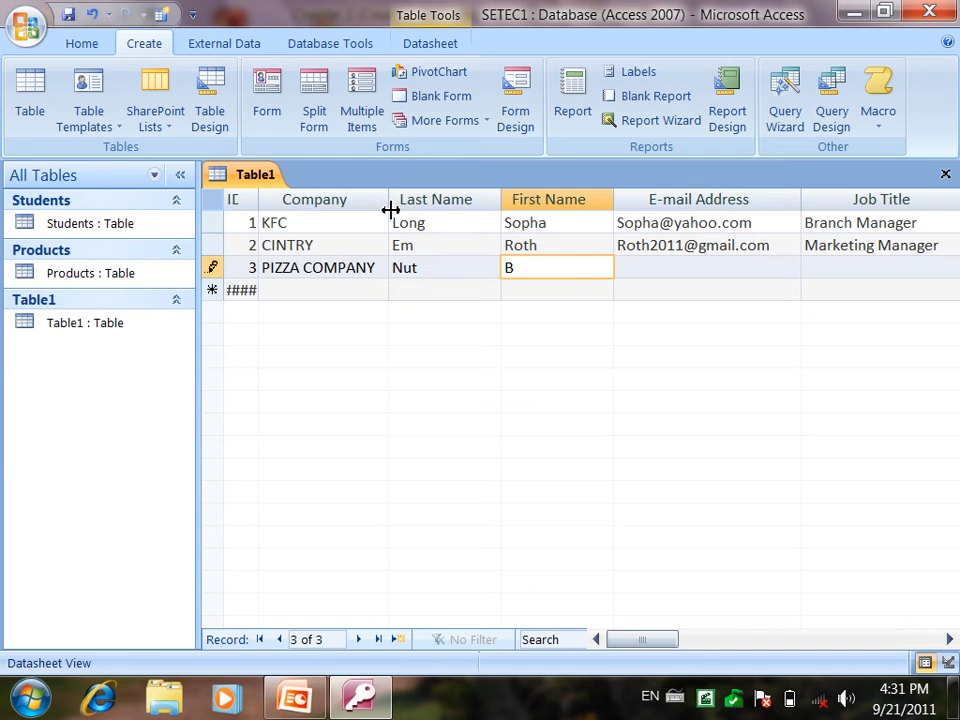 Table Tools SETEC1 : Database (Access 2007) - Microsoft Access
Home Create External Data Database Tools Datasheet
Table
Table Templates
SharePoint Lists
Table Design
Tables
Form
Split Form
Multiple Items
PivotChart
Blank Form
More Forms
Form Design
Forms
Report
Labels
Blank Report
Report Wizard
Report Design
Reports
Query Wizard
Query Design
Macro
Other
All Tables
Students
Students : Table
Products
Products : Table
Table1
Table1 : Table
Table1
ID Company Last Name First Name E-mail Address Job Title
1 KFC Long Sopha Sopha@yahoo.com Branch Manager
2 CINTRY Em Roth Roth2011@gmail.com Marketing Manager
3 PIZZA COMPANY Nut B
####
Record: 3 of 3 No Filter Search
Datasheet View
EN 4:31 PM
9/21/2011